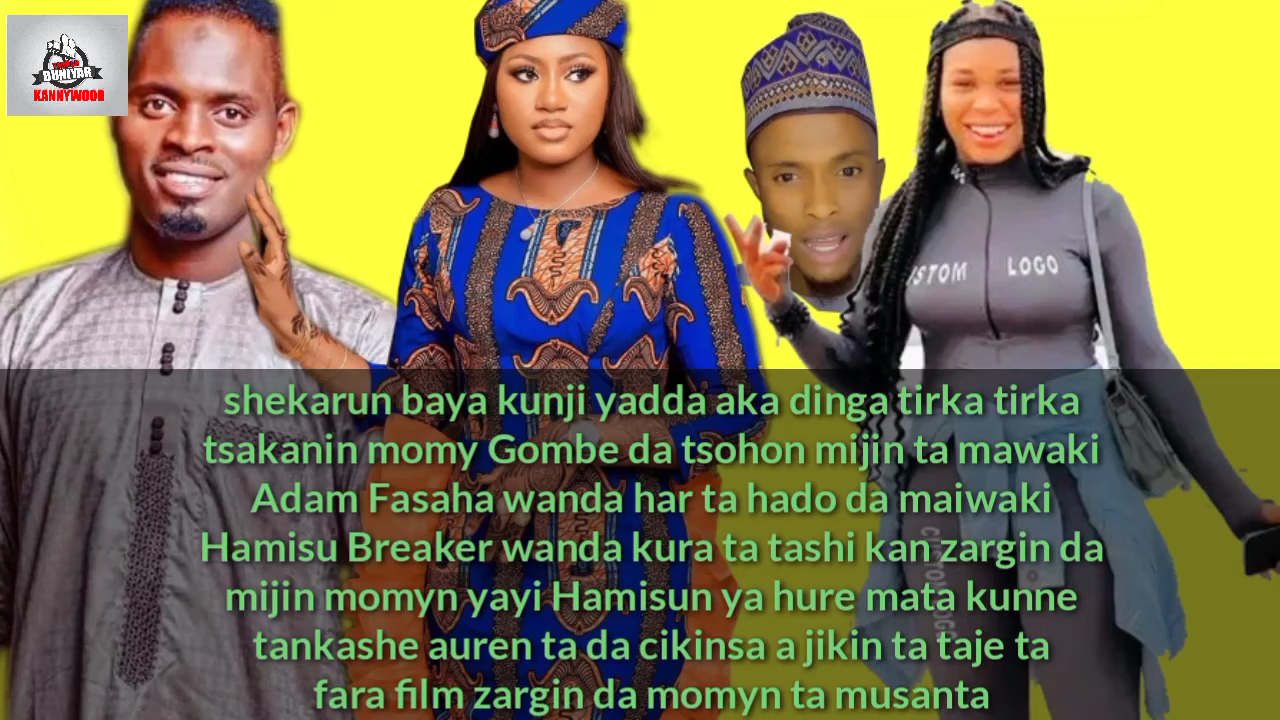 BUNIYAR
KANNYWOOD
STOM LOGO
shekarun baya kunji yadda aka dinga tirka tirka
tsakanin momy Gombe da tsohon mijin ta mawaki
Adam Fasaha wanda har ta hado da maiwaki
Hamisu Breaker wanda kura ta tashi kan zargin da
mijin momyn yayi Hamisun ya hure mata kunne
tankashe auren ta da cikinsa a jikin ta taje ta
fara film zargin da momyn ta musanta